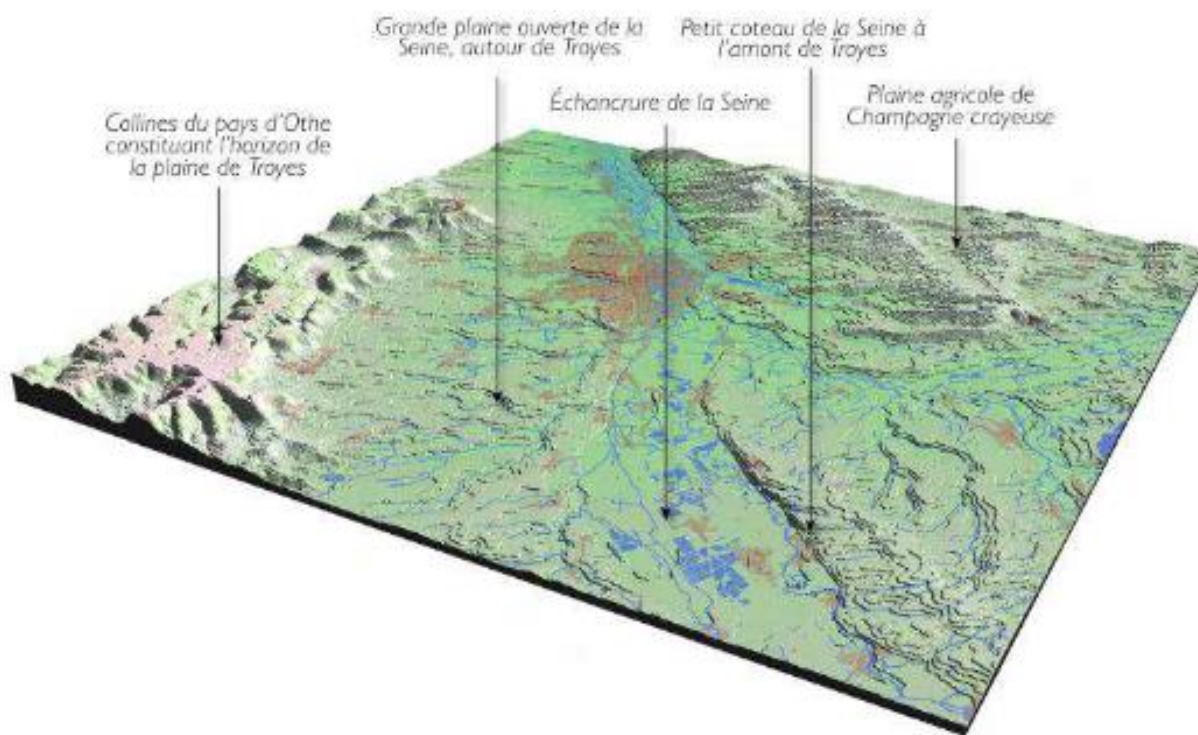 Grande plaine ouverte de la
Seine, autour de Troyes
Petit coteau de la Seine à
l'amont de Troyes
Échancrure de la Seine
Plaine agricole de
Champagne crayeuse
Collines du pays d'Othe
constituant l'horizon de
la plaine de Troyes